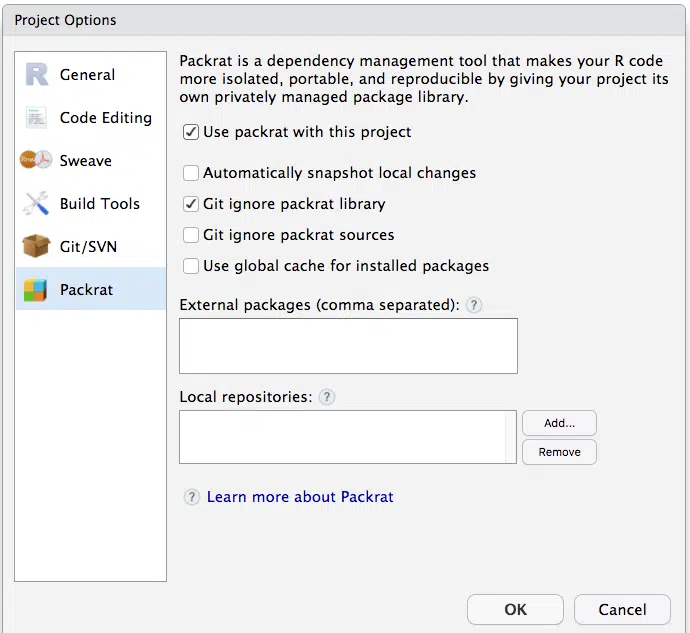 Project Options
General
Code Editing
Sweave
Build Tools
Git/SVN
Packrat
Packrat is a dependency management tool that makes your R code
more isolated, portable, and reproducible by giving your project its
own privately managed package library.
Use packrat with this project
Automatically snapshot local changes
Git ignore packrat library
Git ignore packrat sources
Use global cache for installed packages
External packages (comma separated): ?
Local repositories: ?
Add...
Remove
? Learn more about Packrat
OK
Cancel